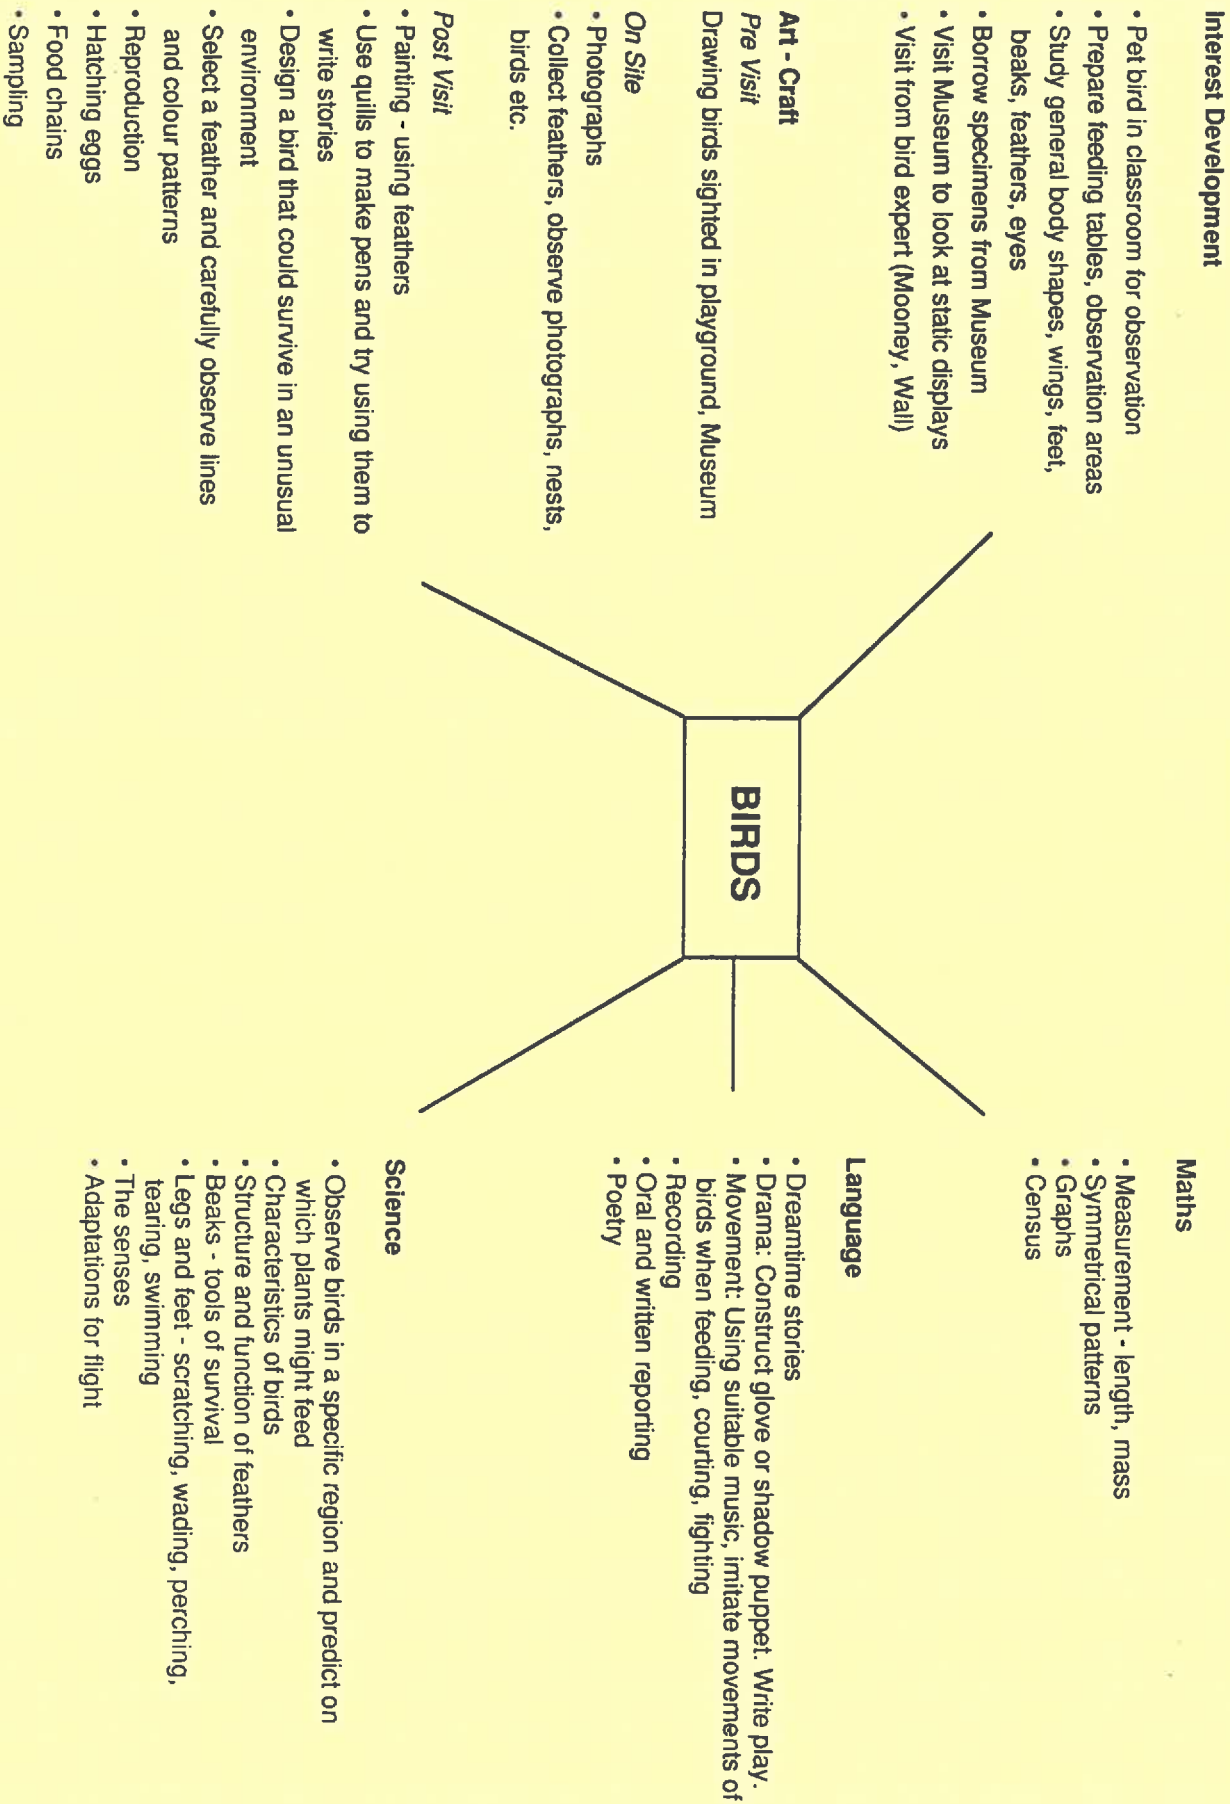 Interest Development
• Pet bird in classroom for observation
• Prepare feeding tables, observation areas
• Study general body shapes, wings, feet,
beaks, feathers, eyes
• Borrow specimens from Museum
• Visit Museum to look at static displays
• Visit from bird expert (Mooney, Wall)
Art - Craft
Pre Visit
Drawing birds sighted in playground, Museum
On Site
• Photographs
• Collect feathers, observe photographs, nests,
birds etc.
Post Visit
• Painting - using feathers
• Use quills to make pens and try using them to
write stories
• Design a bird that could survive in an unusual
environment
• Select a feather and carefully observe lines
and colour patterns
• Reproduction
• Hatching eggs
• Food chains
• Sampling
BIRDS
Maths
• Measurement - length, mass
• Symmetrical patterns
• Graphs
• Census
Language
• Dreamtime stories
• Drama: Construct glove or shadow puppet. Write play.
• Movement: Using suitable music, imitate movements of
birds when feeding, courting, fighting
• Recording
• Oral and written reporting
• Poetry
Science
• Observe birds in a specific region and predict on
which plants might feed
• Characteristics of birds
• Structure and function of feathers
• Beaks - tools of survival
• Legs and feet - scratching, wading, perching,
tearing, swimming
• The senses
• Adaptations for flight